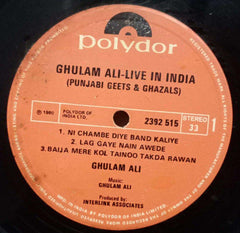 polydor
GHULAM ALI-LIVE IN INDIA
(PUNJABI GEETS & GHAZALS)
℗ 1980
POLYDOR OF
INDIA LTD.
2392 515
STEREO
33
1
1. NI CHAMBE DIYE BAND KALIYE
2. LAG GAYE NAIN AWEDE
3. BAIJA MERE KOL TAINOO TAKDA RAWAN
GHULAM ALI
Music:
GHULAM ALI
Produced by:
INTERLINK ASSOCIATES